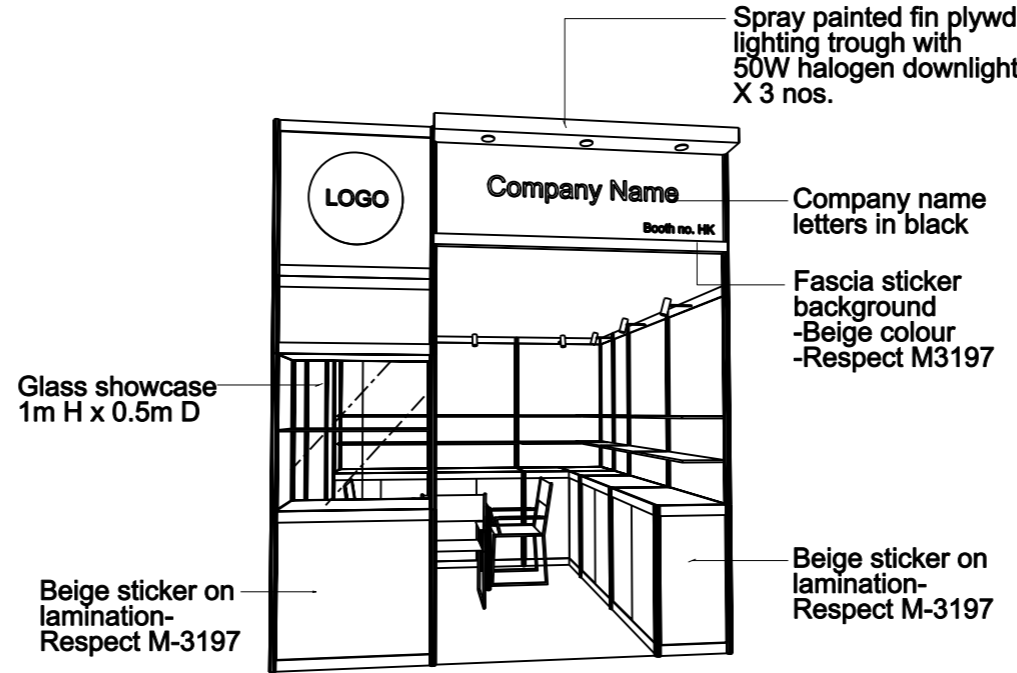 Spray painted fin plywd
lighting trough with
50W halogen downlight
X 3 nos.
LOGO
Company Name
Booth no. HK
Company name
letters in black
Fascia sticker
background
-Beige colour
-Respect M3197
Glass showcase
1m H x 0.5m D
Beige sticker on
lamination-
Respect M-3197
Beige sticker on
lamination-
Respect M-3197